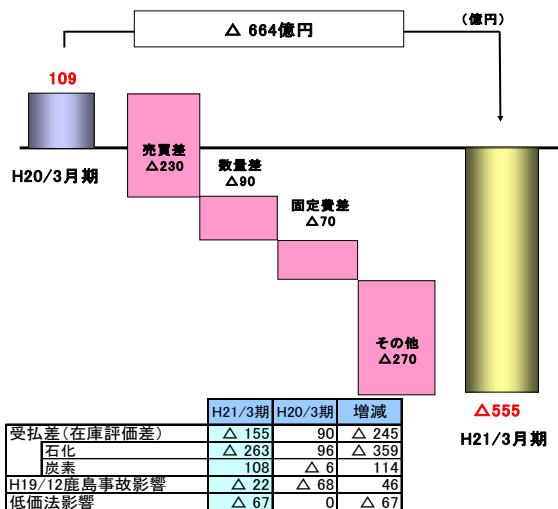 △ 664億円
(億円)
109
H20/3月期
売買差
△230
数量差
△90
固定費差
△70
その他
△270
△555
H21/3月期
H21/3期 H20/3期 増減
受払差(在庫評価差) △ 155 90 △ 245
石化 △ 263 96 △ 359
炭素 108 △ 6 114
H19/12鹿島事故影響 △ 22 △ 68 46
低価法影響 △ 67 0 △ 67